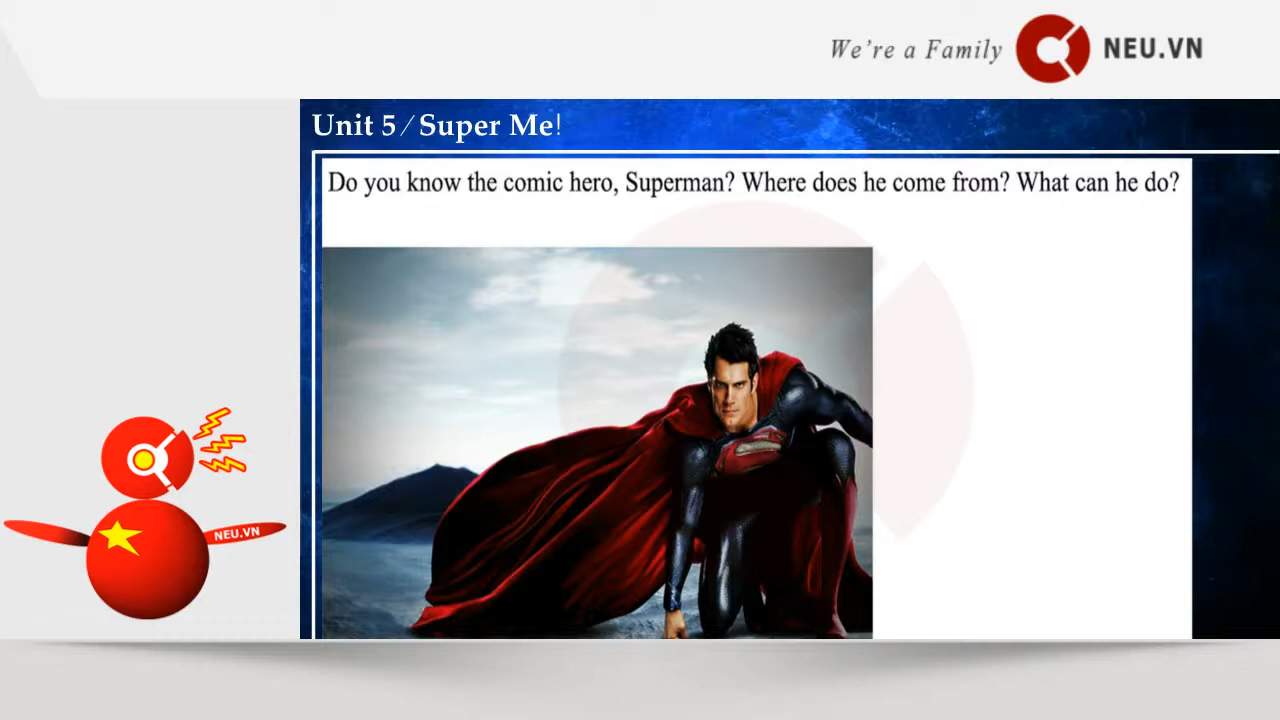 We're a Family
NEU.VN
Unit 5 / Super Me!
Do you know the comic hero, Superman? Where does he come from? What can he do?
NEU.VN